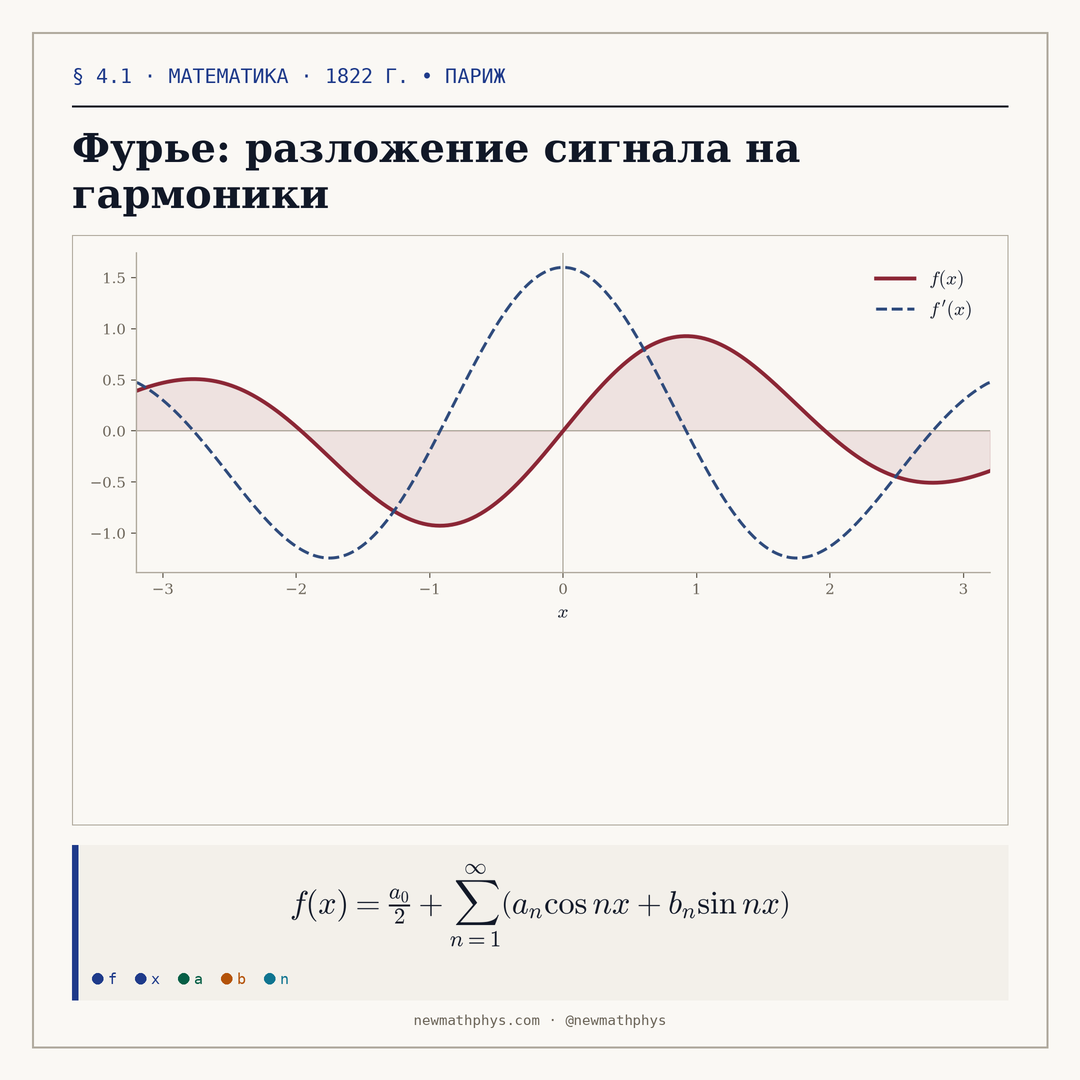 § 4.1 · МАТЕМАТИКА · 1822 Г. • ПАРИЖ
Фурье: разложение сигнала на
гармоники
f(x)
f′(x)
1.5
1.0
0.5
0.0
−0.5
−1.0
−3 −2 −1 0 1 2 3
x
f(x) = a₀/2 + ∑_{n=1}^{∞} (aₙ cos nx + bₙ sin nx)
f x a b n
newmathphys.com · @newmathphys